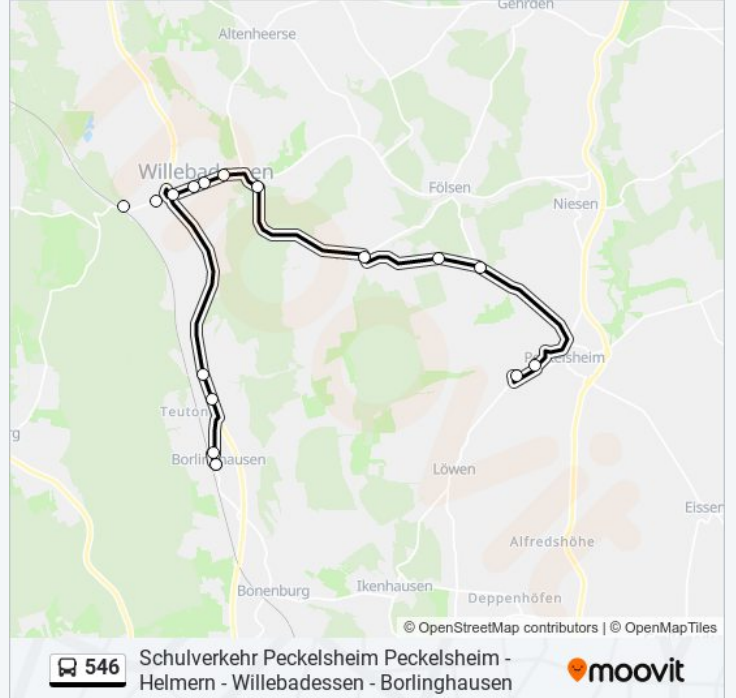 Gehrden
Altenheerse
Willebadessen
Fölsen
Niesen
Peckelsheim
Teuton
Borlinghausen
Löwen
Eissen
Alfredshöhe
Bonenburg
Ikenhausen
Deppenhöfen
© OpenStreetMap contributors | © OpenMapTiles
546
Schulverkehr Peckelsheim Peckelsheim -
Helmern - Willebadessen - Borlinghausen
moovit